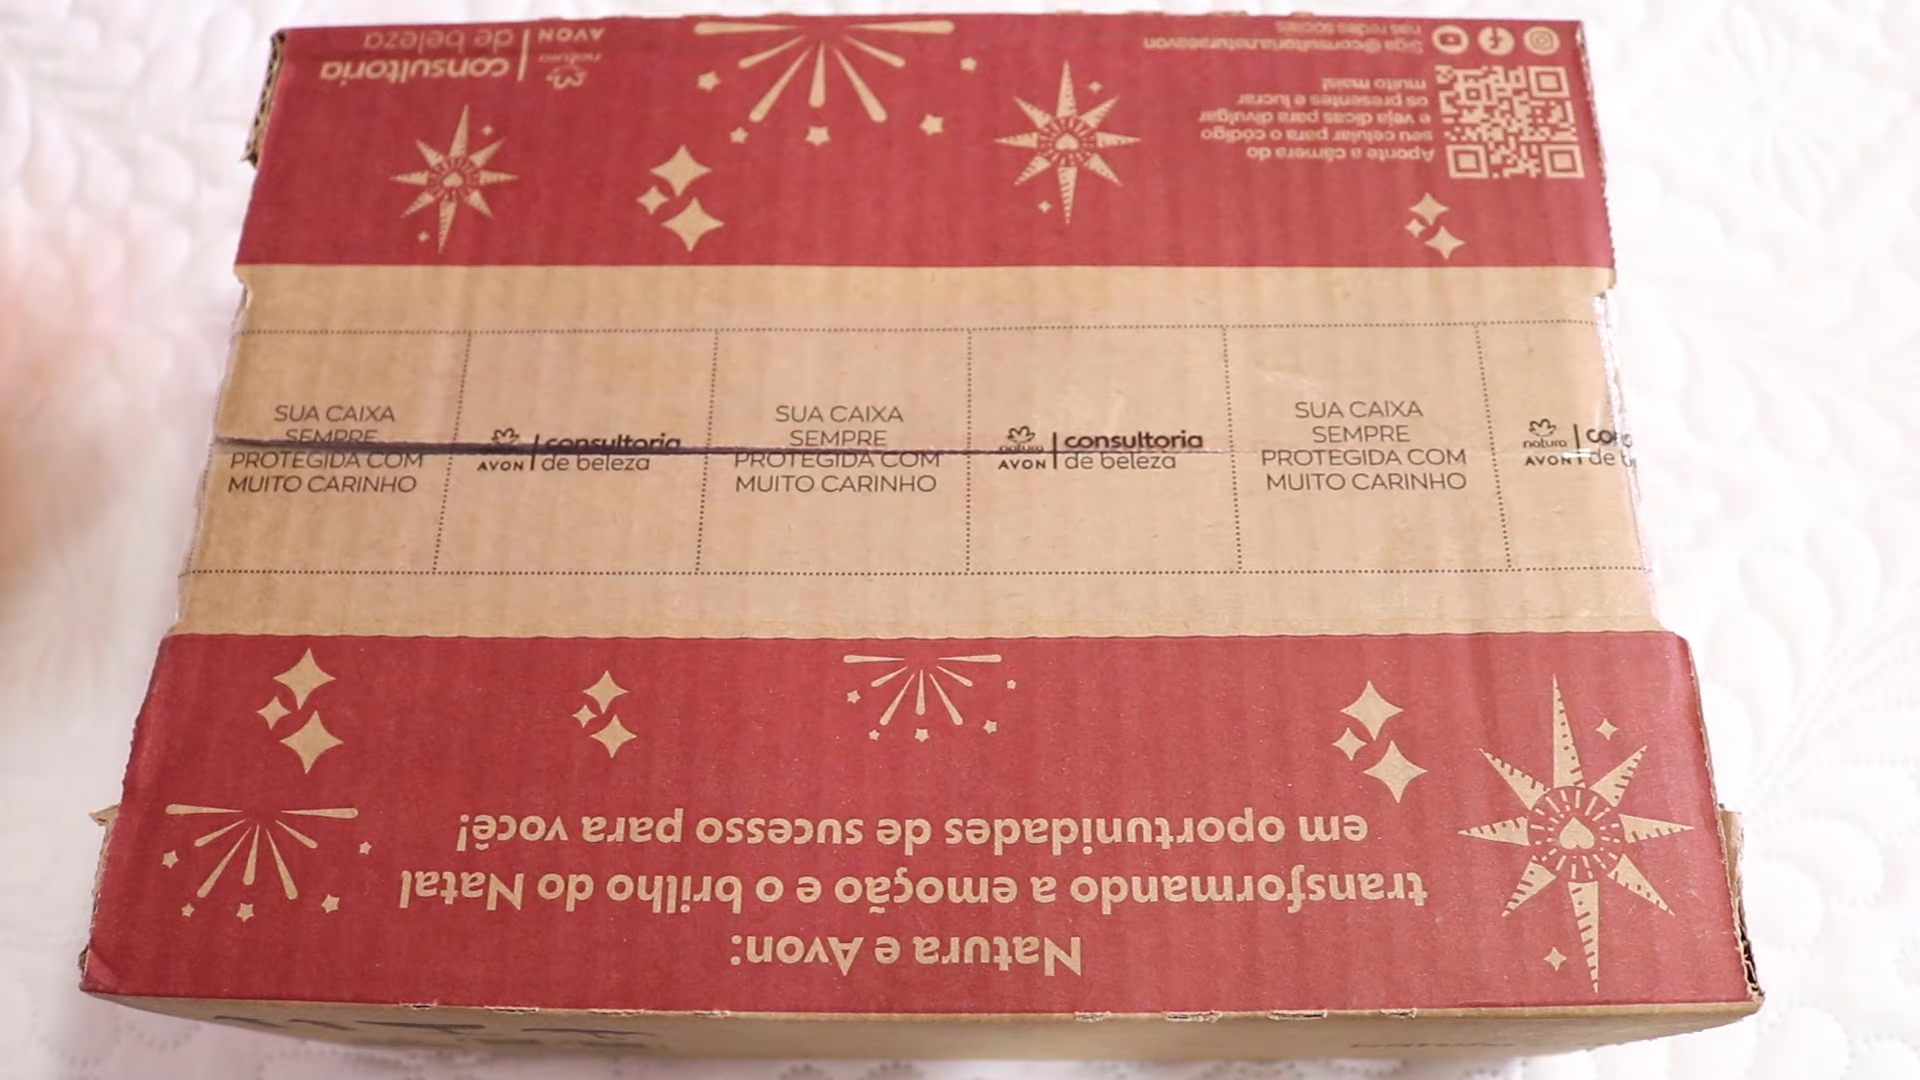 Natura e Avon:
transformando a emoção e o brilho do Natal
em oportunidades de sucesso para você!
SUA CAIXA
SEMPRE
PROTEGIDA COM
MUITO CARINHO
natura
AVON
consultoria
de beleza
SUA CAIXA
SEMPRE
PROTEGIDA COM
MUITO CARINHO
natura
AVON
consultoria
de beleza
SUA CAIXA
SEMPRE
PROTEGIDA COM
MUITO CARINHO
natura
AVON
Aponte a câmera do
seu celular para o código
e veja dicas para divulgar
os presentes e lucrar
muito mais!
Siga @consultoria.naturaeavon
nas redes sociais
natura
AVON
consultoria
de beleza